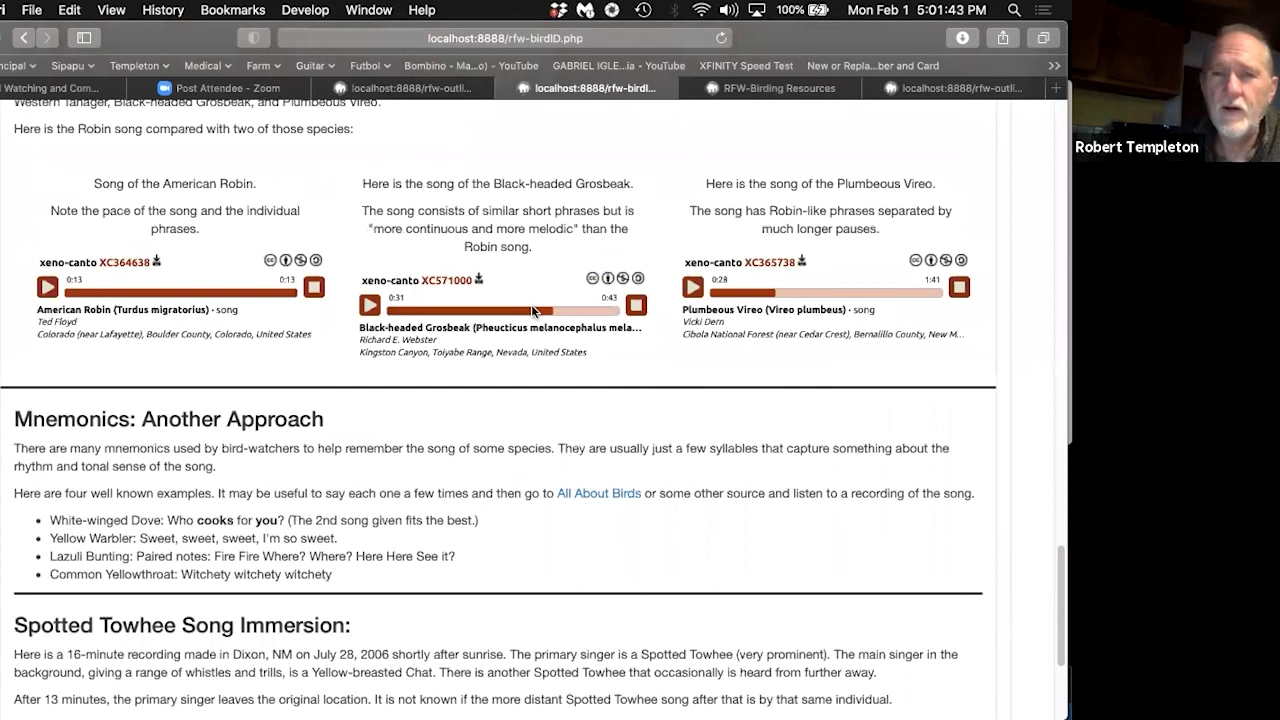 File Edit View History Bookmarks Develop Window Help 100% Mon Feb 1 5:01:43 PM
localhost:8888/rfw-birdID.php
ncipal Sipapu Templeton Medical Farm Guitar Futbol Bombino - Ma...o) – YouTube GABRIEL IGLE...ia - YouTube XFINITY Speed Test New or Repla...ber and Card
l Watching and Com... Post Attendee - Zoom localhost:8888/rfw-outli... localhost:8888/rfw-birdI... RFW-Birding Resources localhost:8888/rfw-outli...
Western Tanager, Black-headed Grosbeak, and Plumbeous Vireo.
Here is the Robin song compared with two of those species:
Song of the American Robin.
Note the pace of the song and the individual
phrases.
xeno-canto XC364638
0:13 0:13
American Robin (Turdus migratorius) · song
Ted Floyd
Colorado (near Lafayette), Boulder County, Colorado, United States
Here is the song of the Black-headed Grosbeak.
The song consists of similar short phrases but is
"more continuous and more melodic" than the
Robin song.
xeno-canto XC571000
0:31 0:43
Black-headed Grosbeak (Pheucticus melanocephalus mela...
Richard E. Webster
Kingston Canyon, Toiyabe Range, Nevada, United States
Here is the song of the Plumbeous Vireo.
The song has Robin-like phrases separated by
much longer pauses.
xeno-canto XC365738
0:28 1:41
Plumbeous Vireo (Vireo plumbeus) · song
Vicki Dern
Cibola National Forest (near Cedar Crest), Bernalillo County, New M...
Mnemonics: Another Approach
There are many mnemonics used by bird-watchers to help remember the song of some species. They are usually just a few syllables that capture something about the
rhythm and tonal sense of the song.
Here are four well known examples. It may be useful to say each one a few times and then go to All About Birds or some other source and listen to a recording of the song.
• White-winged Dove: Who cooks for you? (The 2nd song given fits the best.)
• Yellow Warbler: Sweet, sweet, sweet, I'm so sweet.
• Lazuli Bunting: Paired notes: Fire Fire Where? Where? Here Here See it?
• Common Yellowthroat: Witchety witchety witchety
Spotted Towhee Song Immersion:
Here is a 16-minute recording made in Dixon, NM on July 28, 2006 shortly after sunrise. The primary singer is a Spotted Towhee (very prominent). The main singer in the
background, giving a range of whistles and trills, is a Yellow-breasted Chat. There is another Spotted Towhee that occasionally is heard from further away.
After 13 minutes, the primary singer leaves the original location. It is not known if the more distant Spotted Towhee song after that is by that same individual.
Robert Templeton